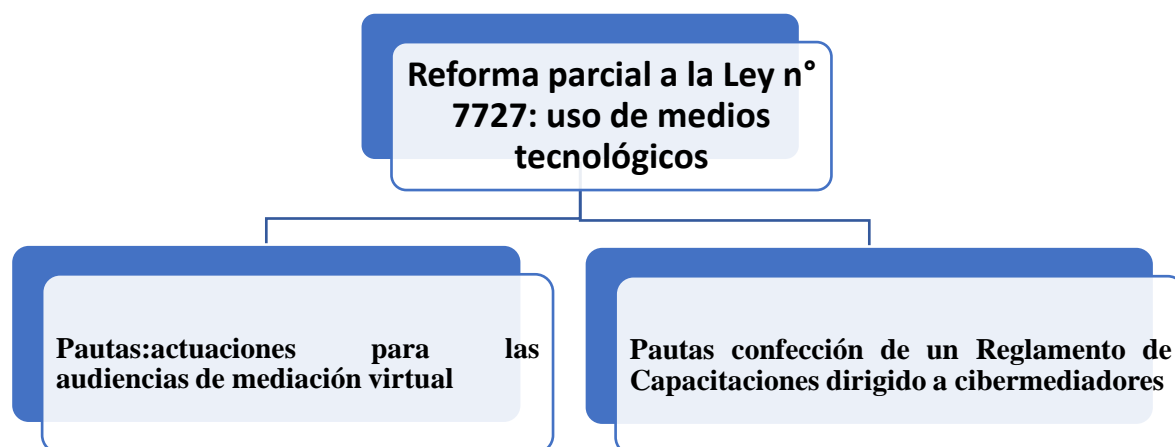 Reforma parcial a la Ley n°
7727: uso de medios
tecnológicos
Pautas:actuaciones para las
audiencias de mediación virtual
Pautas confección de un Reglamento de
Capacitaciones dirigido a cibermediadores